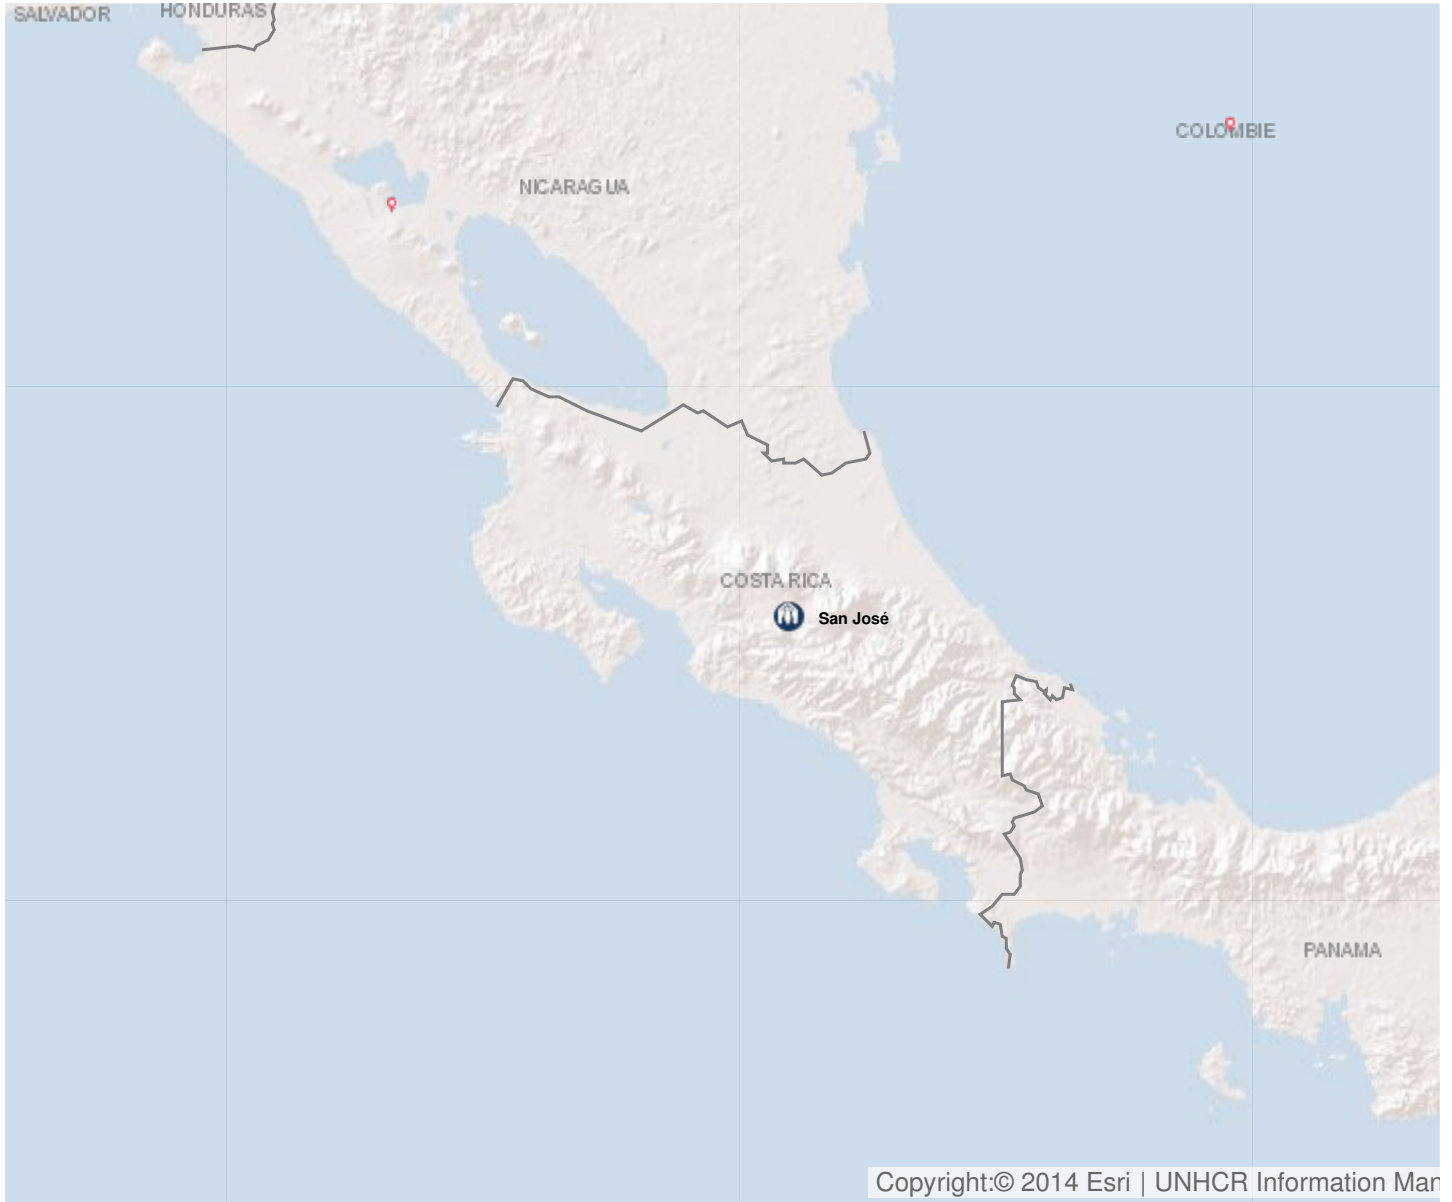 SALVADOR
HONDURAS
COLOMBIE
NICARAGUA
COSTA RICA
San José
PANAMA
Copyright:© 2014 Esri | UNHCR Information Man